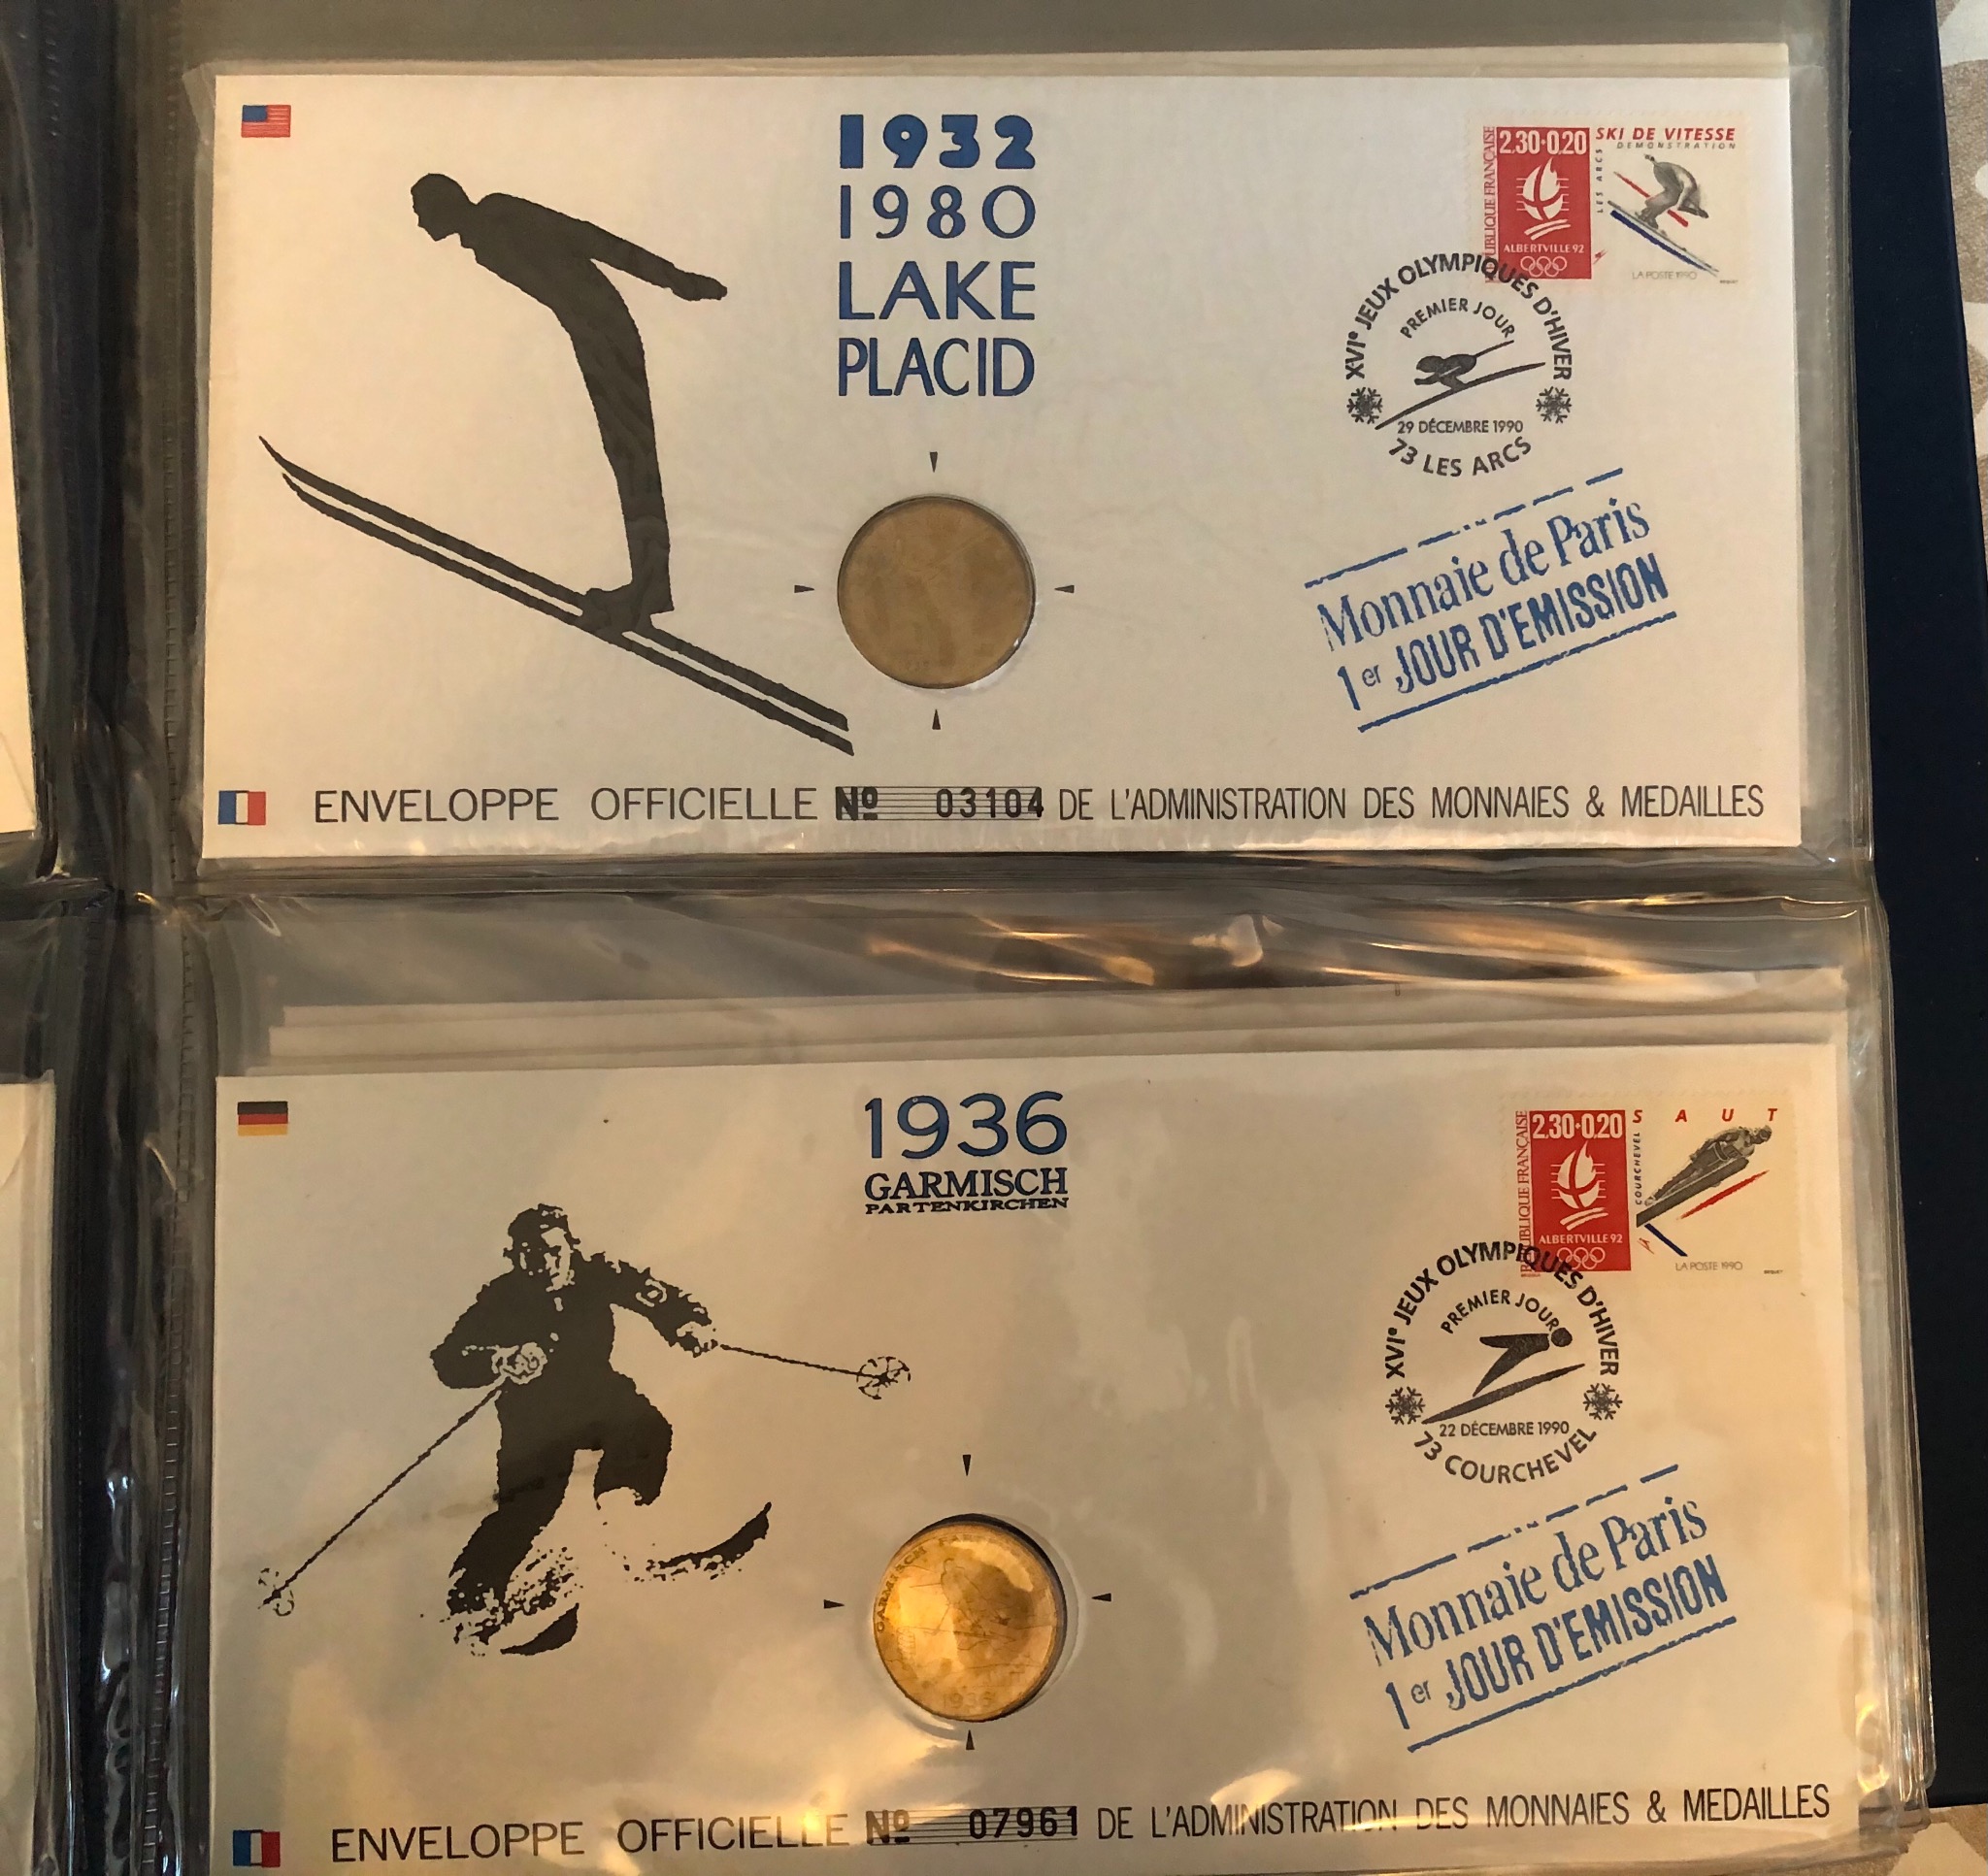 1932
1980
LAKE
PLACID
RÉPUBLIQUE FRANÇAISE
2.30+0.20
ALBERTVILLE 92
SKI DE VITESSE
DEMONSTRATION
LES ARCS
LA POSTE 1990
XVIe JEUX OLYMPIQUES D'HIVER
PREMIER JOUR
29 DÉCEMBRE 1990
73 LES ARCS
Monnaie de Paris
1er JOUR D'EMISSION
ENVELOPPE OFFICIELLE Nº 03104 DE L'ADMINISTRATION DES MONNAIES & MEDAILLES
1936
GARMISCH
PARTENKIRCHEN
RÉPUBLIQUE FRANÇAISE
2.30+0.20
ALBERTVILLE 92
SAUT
COURCHEVEL
LA POSTE 1990
XVIe JEUX OLYMPIQUES D'HIVER
PREMIER JOUR
22 DÉCEMBRE 1990
73 COURCHEVEL
Monnaie de Paris
1er JOUR D'EMISSION
GARMISCH
1936
ENVELOPPE OFFICIELLE Nº 07961 DE L'ADMINISTRATION DES MONNAIES & MEDAILLES